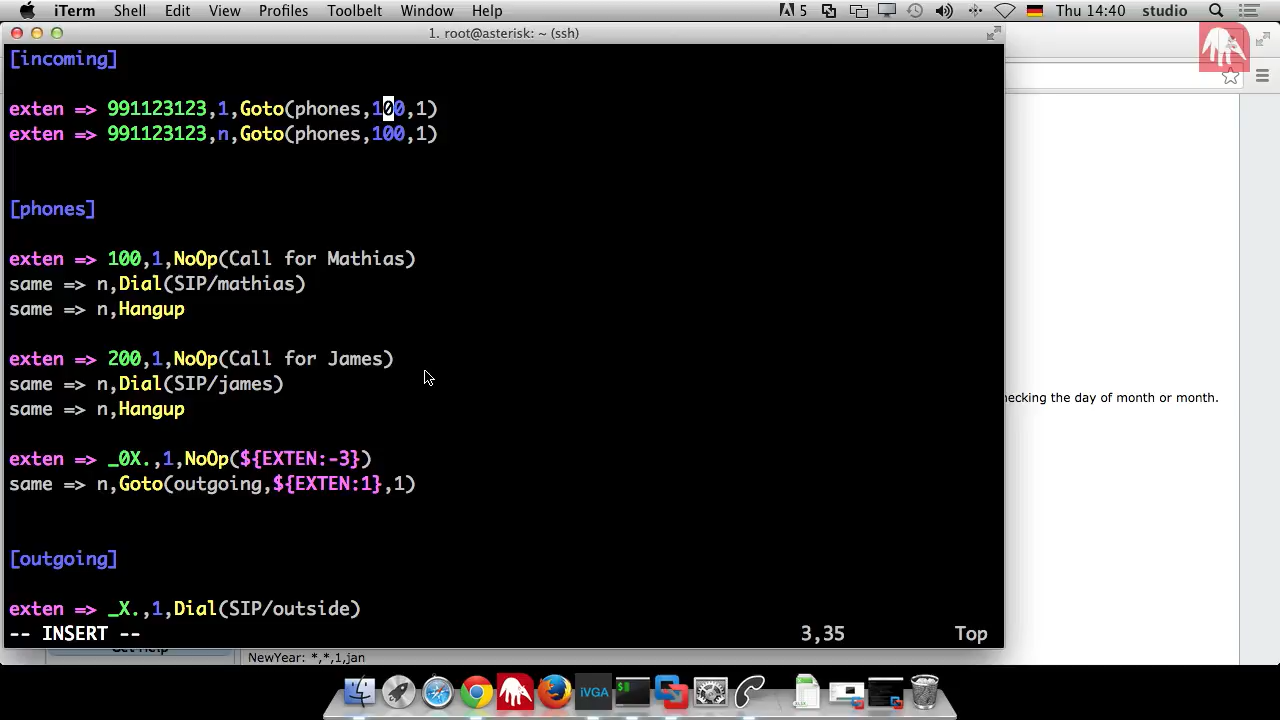 iTerm Shell Edit View Profiles Toolbelt Window Help 5 Thu 14:40 studio
1. root@asterisk: ~ (ssh)
[incoming]
exten => 991123123,1,Goto(phones,100,1)
exten => 991123123,n,Goto(phones,100,1)
[phones]
exten => 100,1,NoOp(Call for Mathias)
same => n,Dial(SIP/mathias)
same => n,Hangup
exten => 200,1,NoOp(Call for James)
same => n,Dial(SIP/james)
same => n,Hangup
hecking the day of month or month.
exten => _0X.,1,NoOp(${EXTEN:-3})
same => n,Goto(outgoing,${EXTEN:1},1)
[outgoing]
exten => _X.,1,Dial(SIP/outside)
-- INSERT -- 3,35 Top
Get Help
NewYear: *,*,1,jan
iVGA